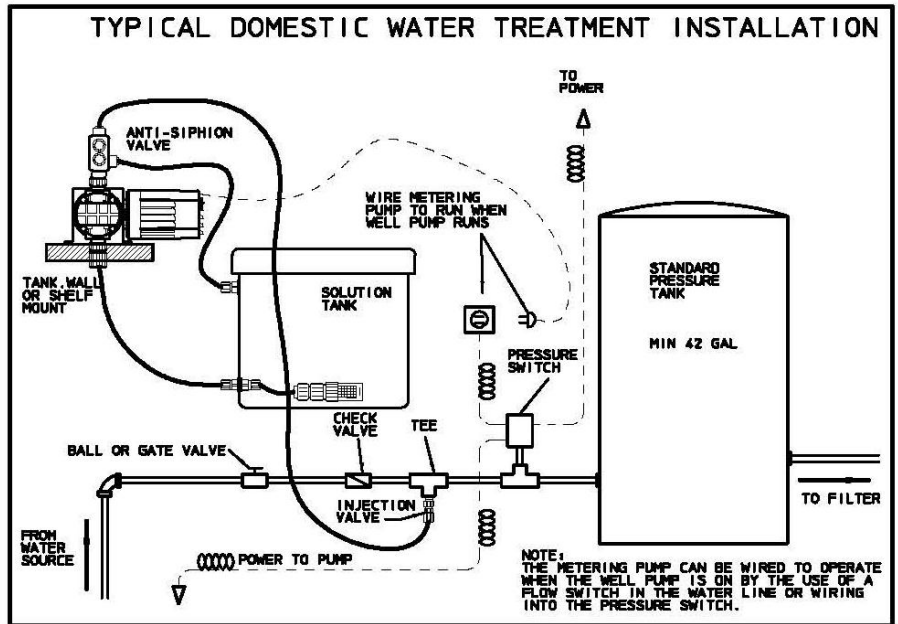 TYPICAL DOMESTIC WATER TREATMENT INSTALLATION
TO
POWER
ANTI-SIPHION
VALVE
WIRE METERING
PUMP TO RUN WHEN
WELL PUMP RUNS
TANK.WALL
OR SHELF
MOUNT
SOLUTION
TANK
STANDARD
PRESSURE
TANK
MIN 42 GAL
PRESSURE
SWITCH
CHECK
VALVE
TEE
BALL OR GATE VALVE
INJECTION
VALVE
TO FILTER
FROM
WATER
SOURCE
POWER TO PUMP
NOTE:
THE METERING PUMP CAN BE WIRED TO OPERATE
WHEN THE WELL PUMP IS ON BY THE USE OF A
FLOW SWITCH IN THE WATER LINE OR WIRING
INTO THE PRESSURE SWITCH.